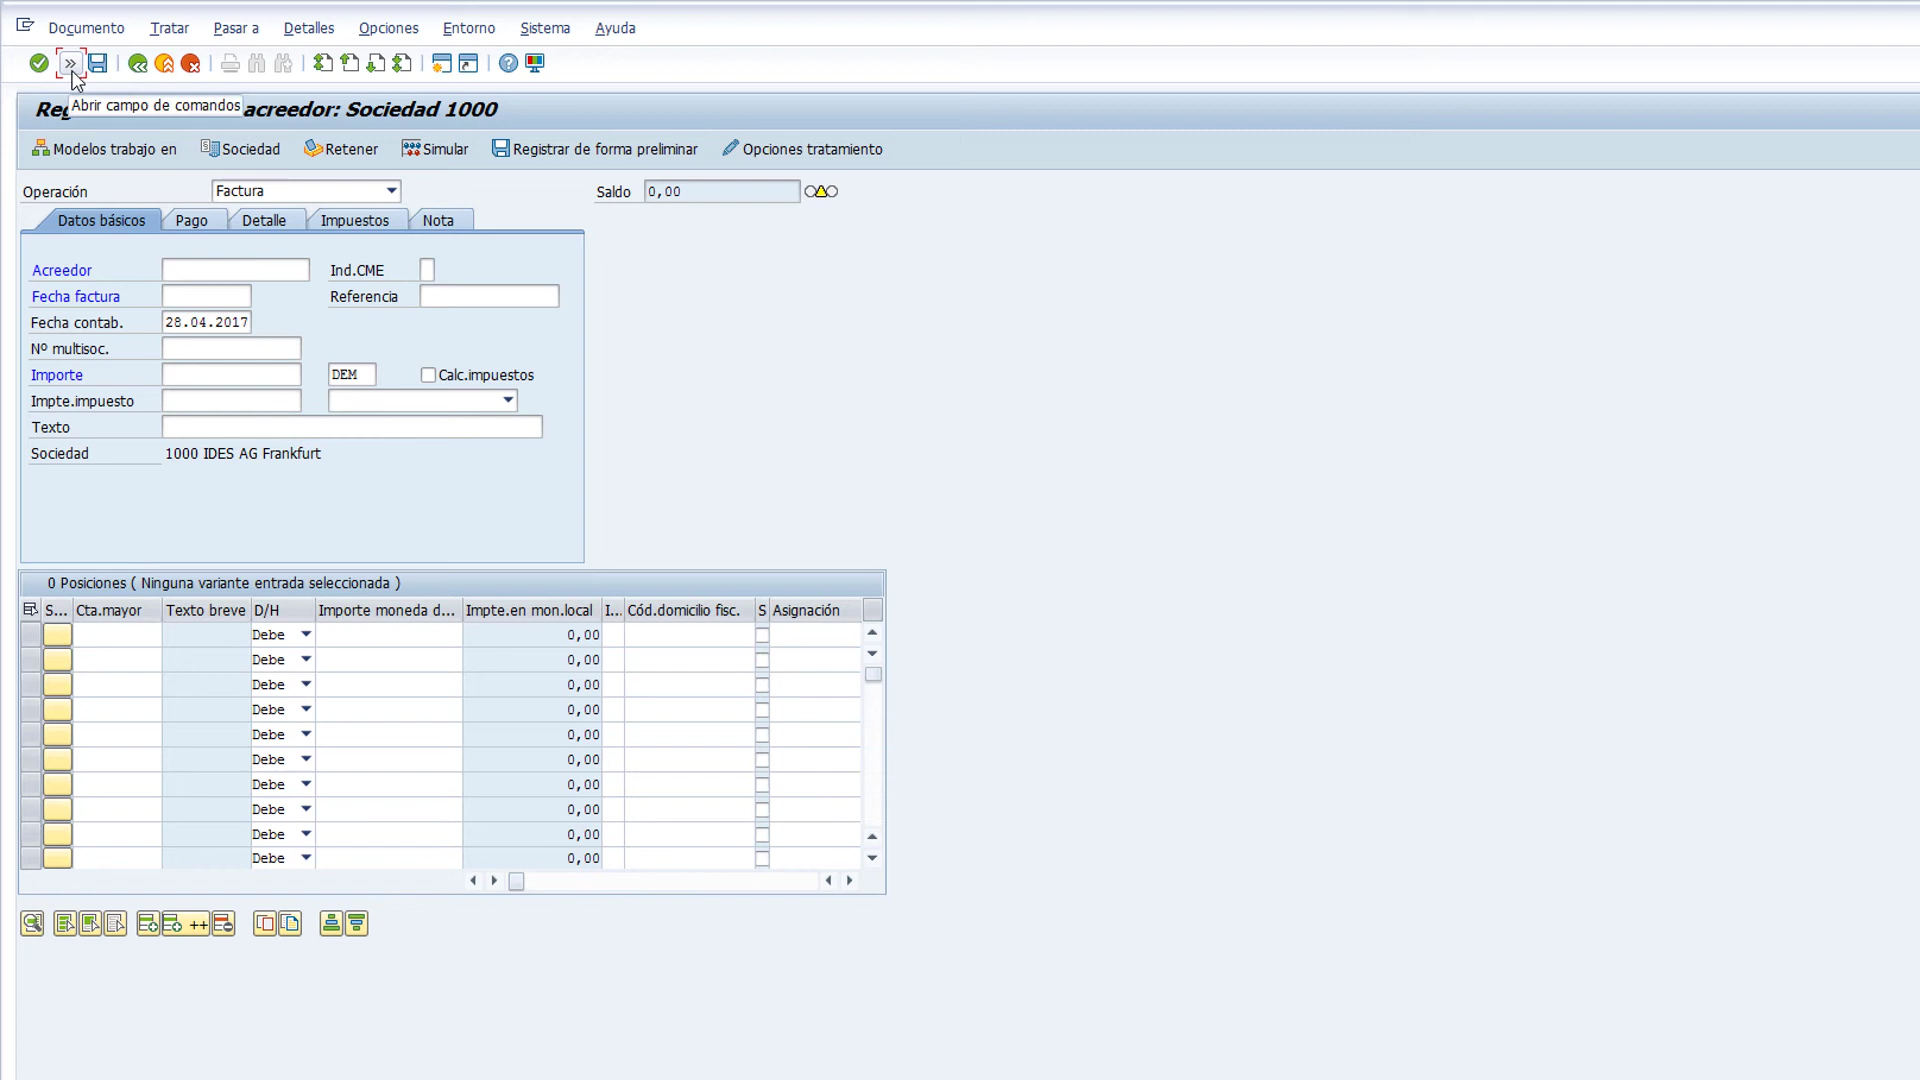 Documento Tratar Pasar a Detalles Opciones Entorno Sistema Ayuda
Abrir campo de comandos
acreedor: Sociedad 1000
Modelos trabajo en Sociedad Retener Simular Registrar de forma preliminar Opciones tratamiento
Operación Factura Saldo 0,00
Datos básicos Pago Detalle Impuestos Nota
Acreedor Ind.CME
Fecha factura Referencia
Fecha contab. 28.04.2017
Nº multisoc.
Importe DEM Calc.impuestos
Impte.impuesto
Texto
Sociedad 1000 IDES AG Frankfurt
0 Posiciones ( Ninguna variante entrada seleccionada )
S... Cta.mayor Texto breve D/H Importe moneda d... Impte.en mon.local I... Cód.domicilio fisc. S Asignación
Debe 0,00
Debe 0,00
Debe 0,00
Debe 0,00
Debe 0,00
Debe 0,00
Debe 0,00
Debe 0,00
Debe 0,00
Debe 0,00
++